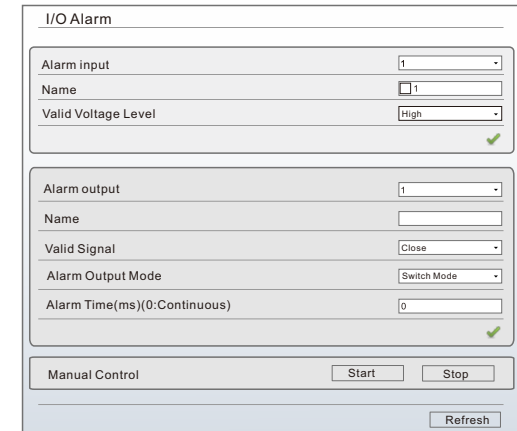 I/O Alarm
Alarm input 1
Name 1
Valid Voltage Level High
Alarm output 1
Name
Valid Signal Close
Alarm Output Mode Switch Mode
Alarm Time(ms)(0:Continuous) 0
Manual Control Start Stop
Refresh